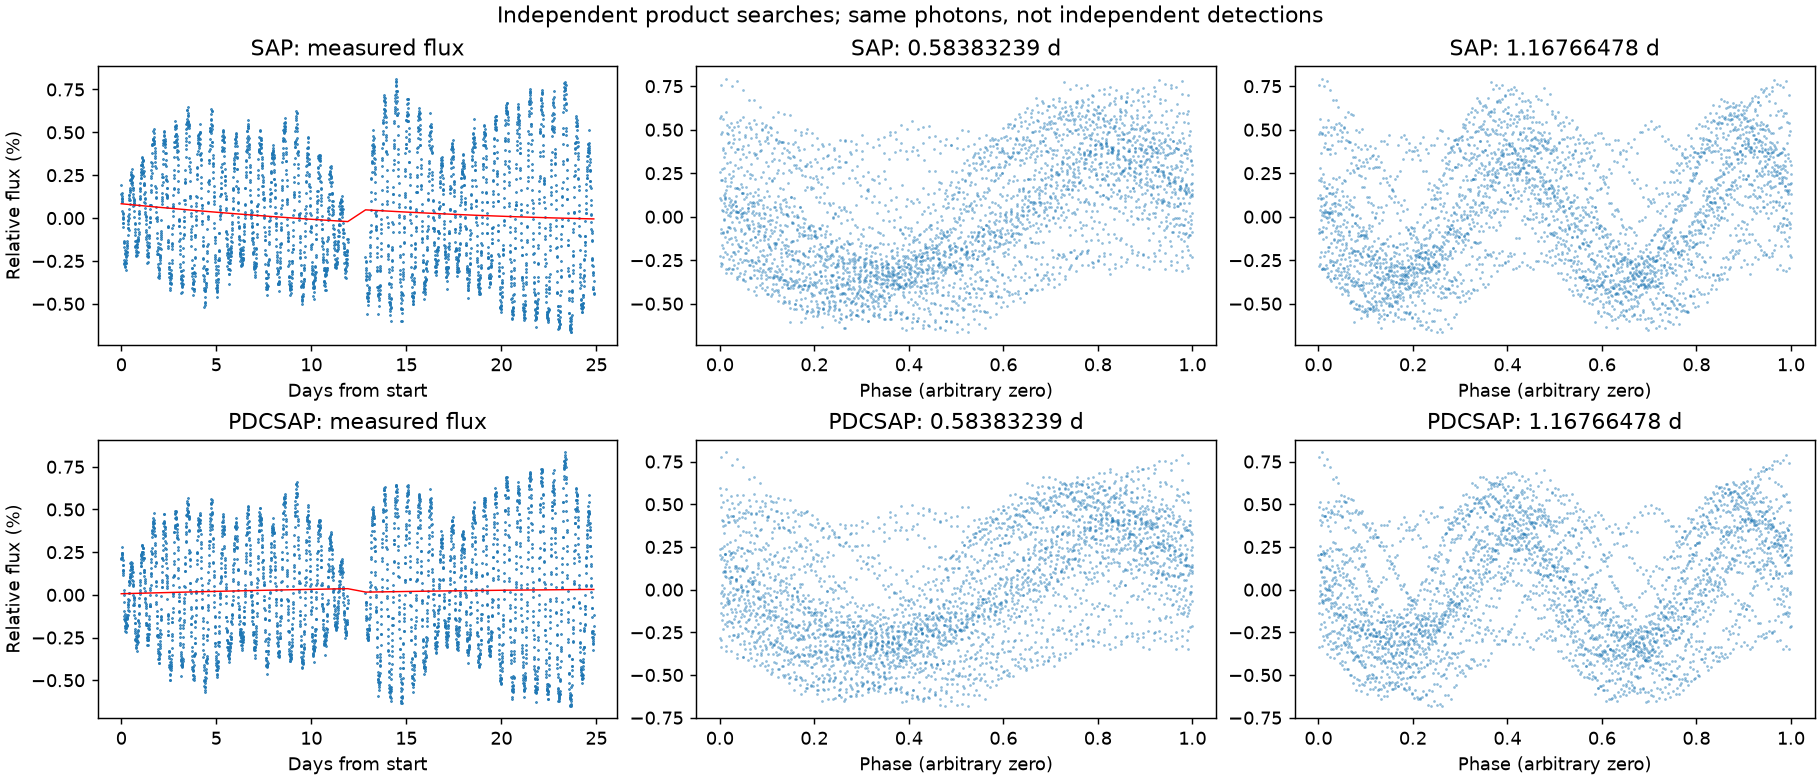 Independent product searches; same photons, not independent detections
SAP: measured flux
SAP: 0.58383239 d
SAP: 1.16766478 d
Relative flux (%)
0.75
0.50
0.25
0.00
−0.25
−0.50
0 5 10 15 20 25
Days from start
0.75
0.50
0.25
0.00
−0.25
−0.50
0.0 0.2 0.4 0.6 0.8 1.0
Phase (arbitrary zero)
0.75
0.50
0.25
0.00
−0.25
−0.50
0.0 0.2 0.4 0.6 0.8 1.0
Phase (arbitrary zero)
PDCSAP: measured flux
PDCSAP: 0.58383239 d
PDCSAP: 1.16766478 d
Relative flux (%)
0.75
0.50
0.25
0.00
−0.25
−0.50
0 5 10 15 20 25
Days from start
0.75
0.50
0.25
0.00
−0.25
−0.50
−0.75
0.0 0.2 0.4 0.6 0.8 1.0
Phase (arbitrary zero)
0.75
0.50
0.25
0.00
−0.25
−0.50
−0.75
0.0 0.2 0.4 0.6 0.8 1.0
Phase (arbitrary zero)